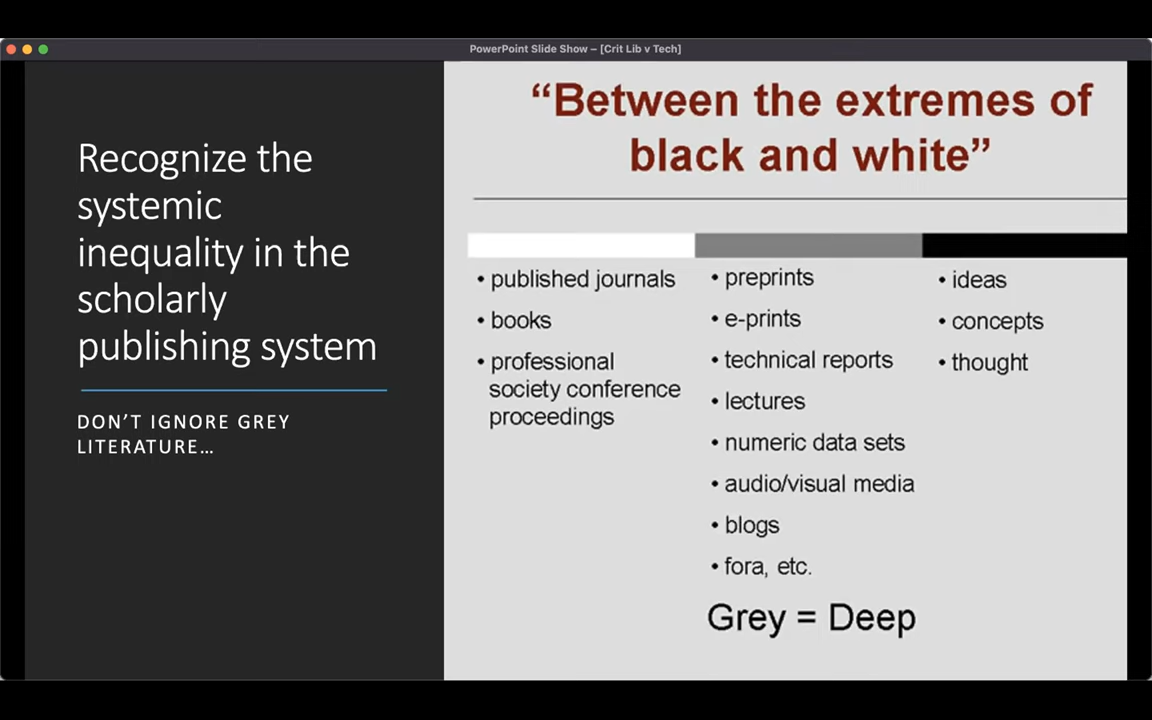 PowerPoint Slide Show – [Crit Lib v Tech]
Recognize the
systemic
inequality in the
scholarly
publishing system
DON’T IGNORE GREY
LITERATURE…
“Between the extremes of
black and white”
• published journals
• books
• professional
society conference
proceedings
• preprints
• e-prints
• technical reports
• lectures
• numeric data sets
• audio/visual media
• blogs
• fora, etc.
Grey = Deep
• ideas
• concepts
• thought